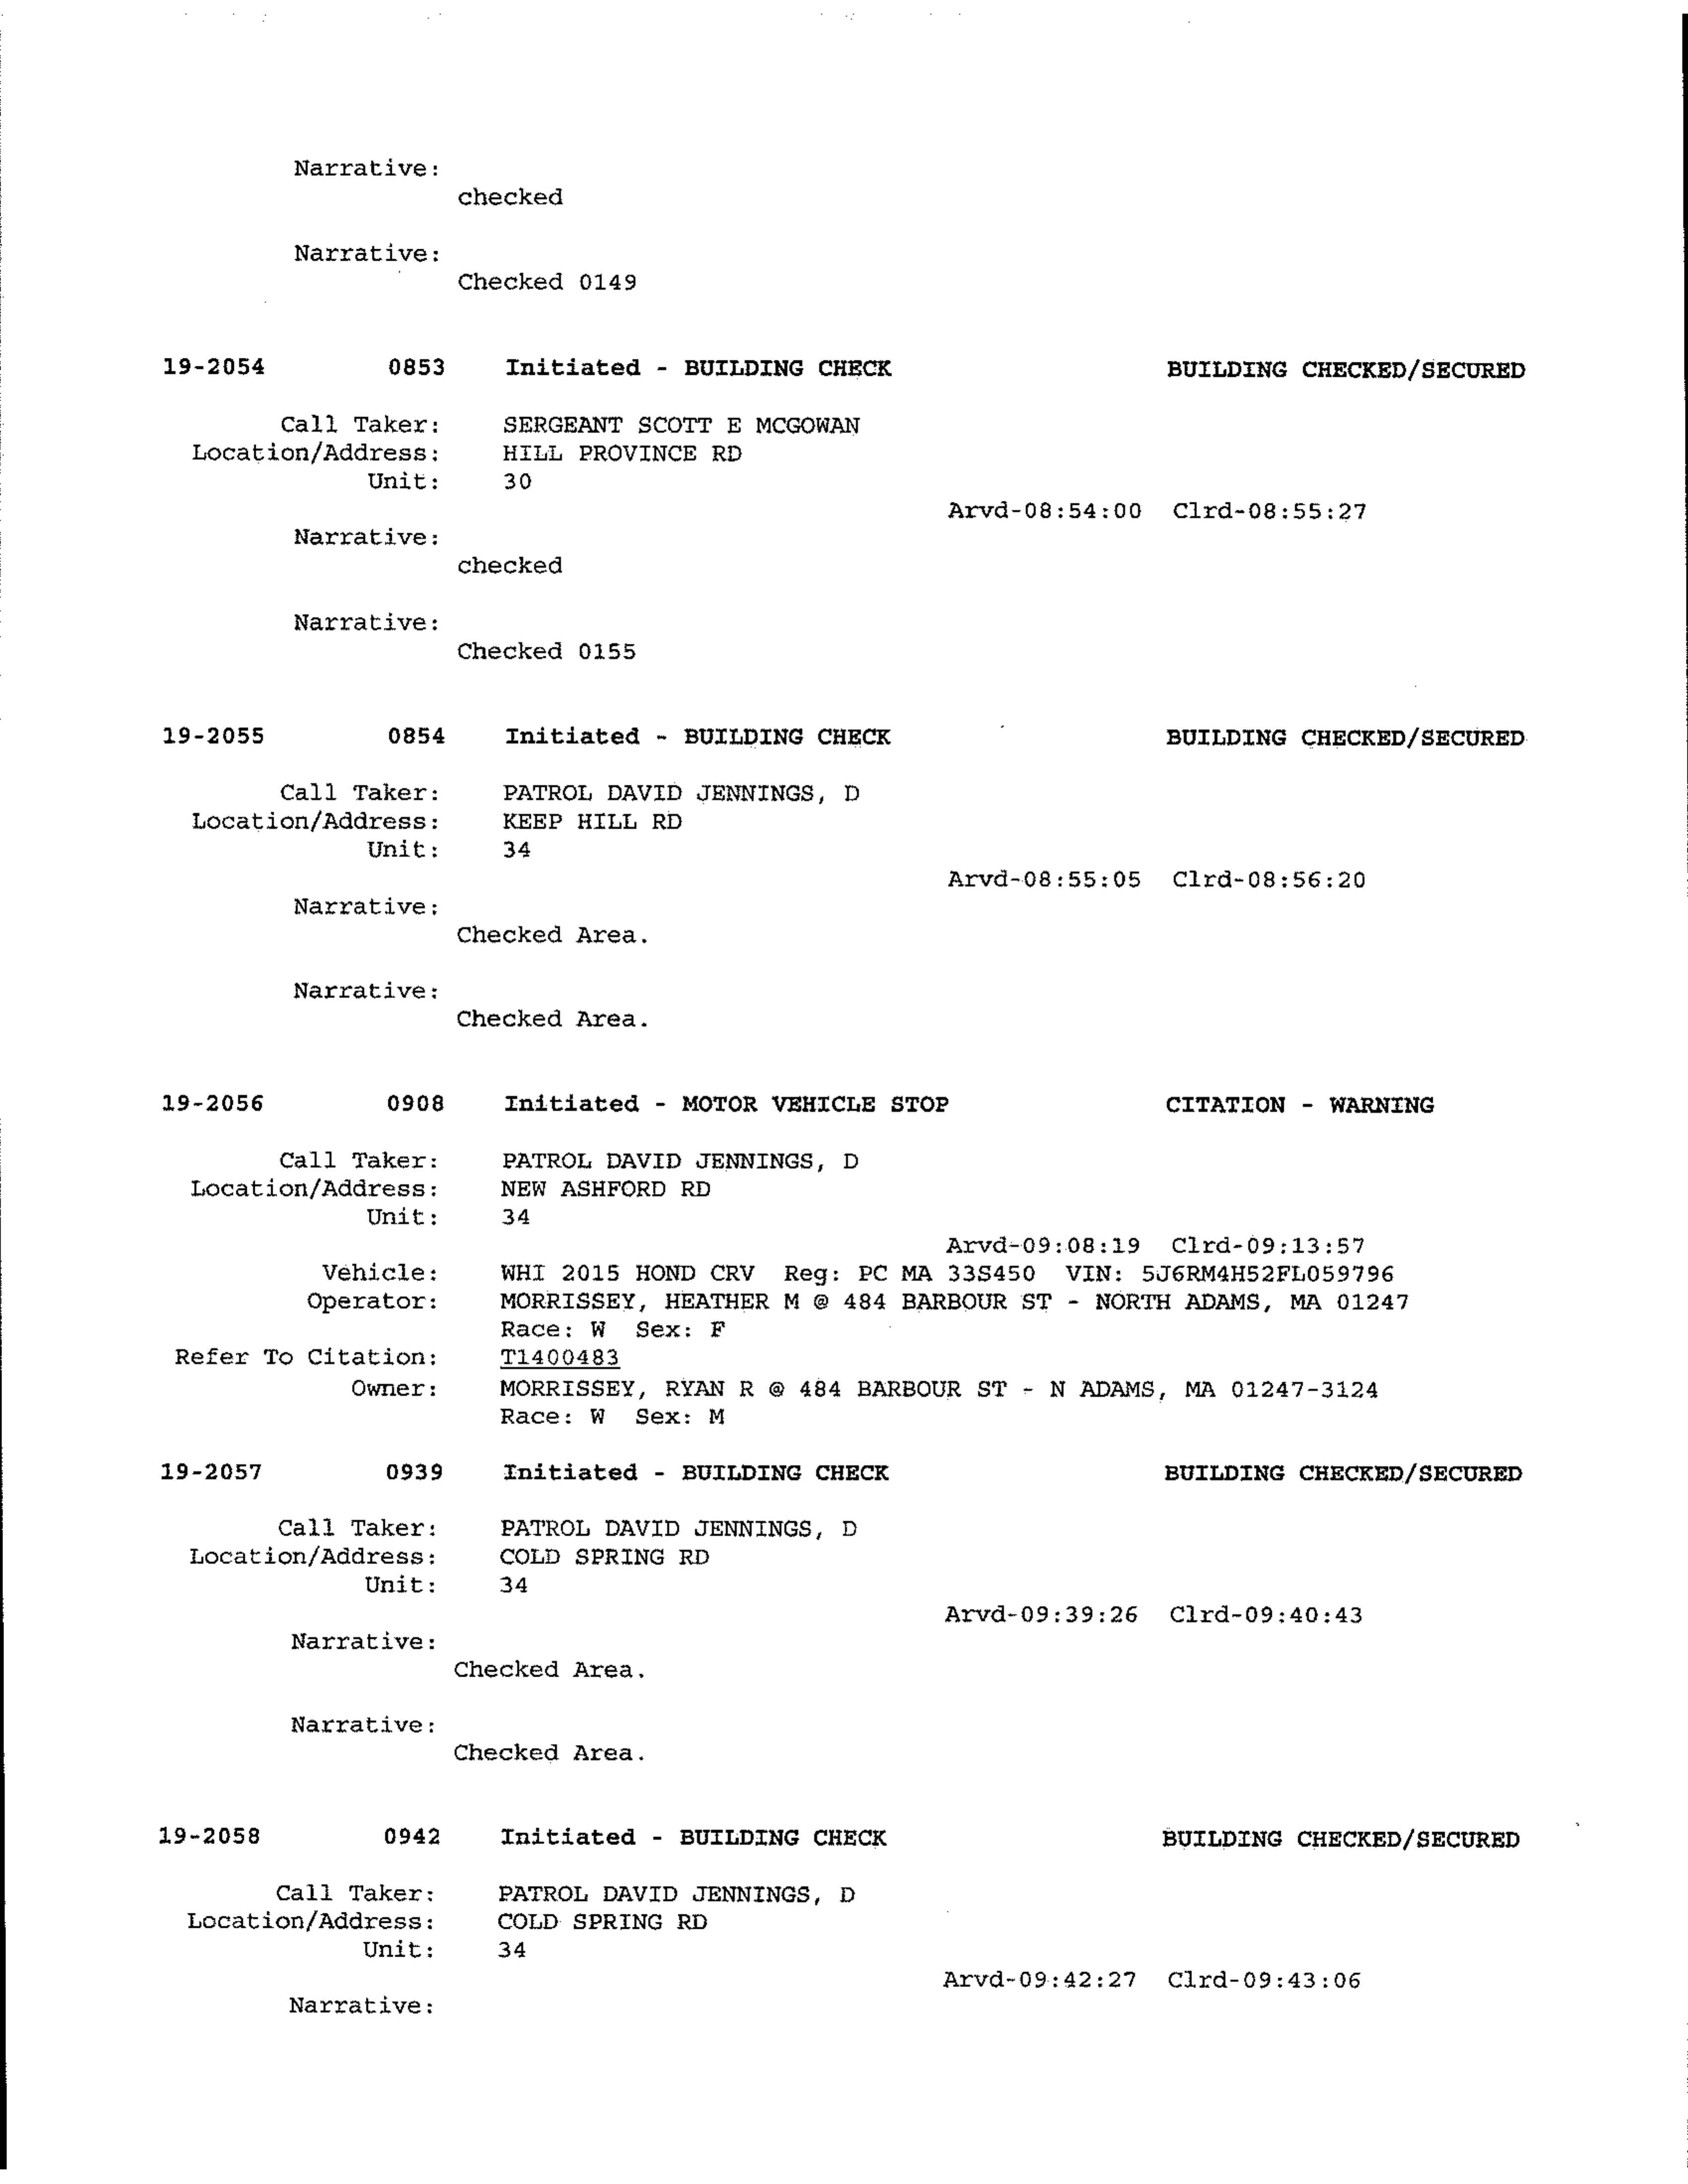 Narrative:
checked
Narrative:
Checked 0149
19-2054 0853 Initiated - BUILDING CHECK BUILDING CHECKED/SECURED
Call Taker: SERGEANT SCOTT E MCGOWAN
Location/Address: HILL PROVINCE RD
Unit: 30
Arvd-08:54:00 Clrd-08:55:27
Narrative:
checked
Narrative:
Checked 0155
19-2055 0854 Initiated - BUILDING CHECK BUILDING CHECKED/SECURED
Call Taker: PATROL DAVID JENNINGS, D
Location/Address: KEEP HILL RD
Unit: 34
Arvd-08:55:05 Clrd-08:56:20
Narrative:
Checked Area.
Narrative:
Checked Area.
19-2056 0908 Initiated - MOTOR VEHICLE STOP CITATION - WARNING
Call Taker: PATROL DAVID JENNINGS, D
Location/Address: NEW ASHFORD RD
Unit: 34
Arvd-09:08:19 Clrd-09:13:57
Vehicle: WHI 2015 HOND CRV Reg: PC MA 33S450 VIN: 5J6RM4H52FL059796
Operator: MORRISSEY, HEATHER M @ 484 BARBOUR ST - NORTH ADAMS, MA 01247
Race: W Sex: F
Refer To Citation: T1400483
Owner: MORRISSEY, RYAN R @ 484 BARBOUR ST - N ADAMS, MA 01247-3124
Race: W Sex: M
19-2057 0939 Initiated - BUILDING CHECK BUILDING CHECKED/SECURED
Call Taker: PATROL DAVID JENNINGS, D
Location/Address: COLD SPRING RD
Unit: 34
Arvd-09:39:26 Clrd-09:40:43
Narrative:
Checked Area.
Narrative:
Checked Area.
19-2058 0942 Initiated - BUILDING CHECK BUILDING CHECKED/SECURED
Call Taker: PATROL DAVID JENNINGS, D
Location/Address: COLD SPRING RD
Unit: 34
Arvd-09:42:27 Clrd-09:43:06
Narrative: